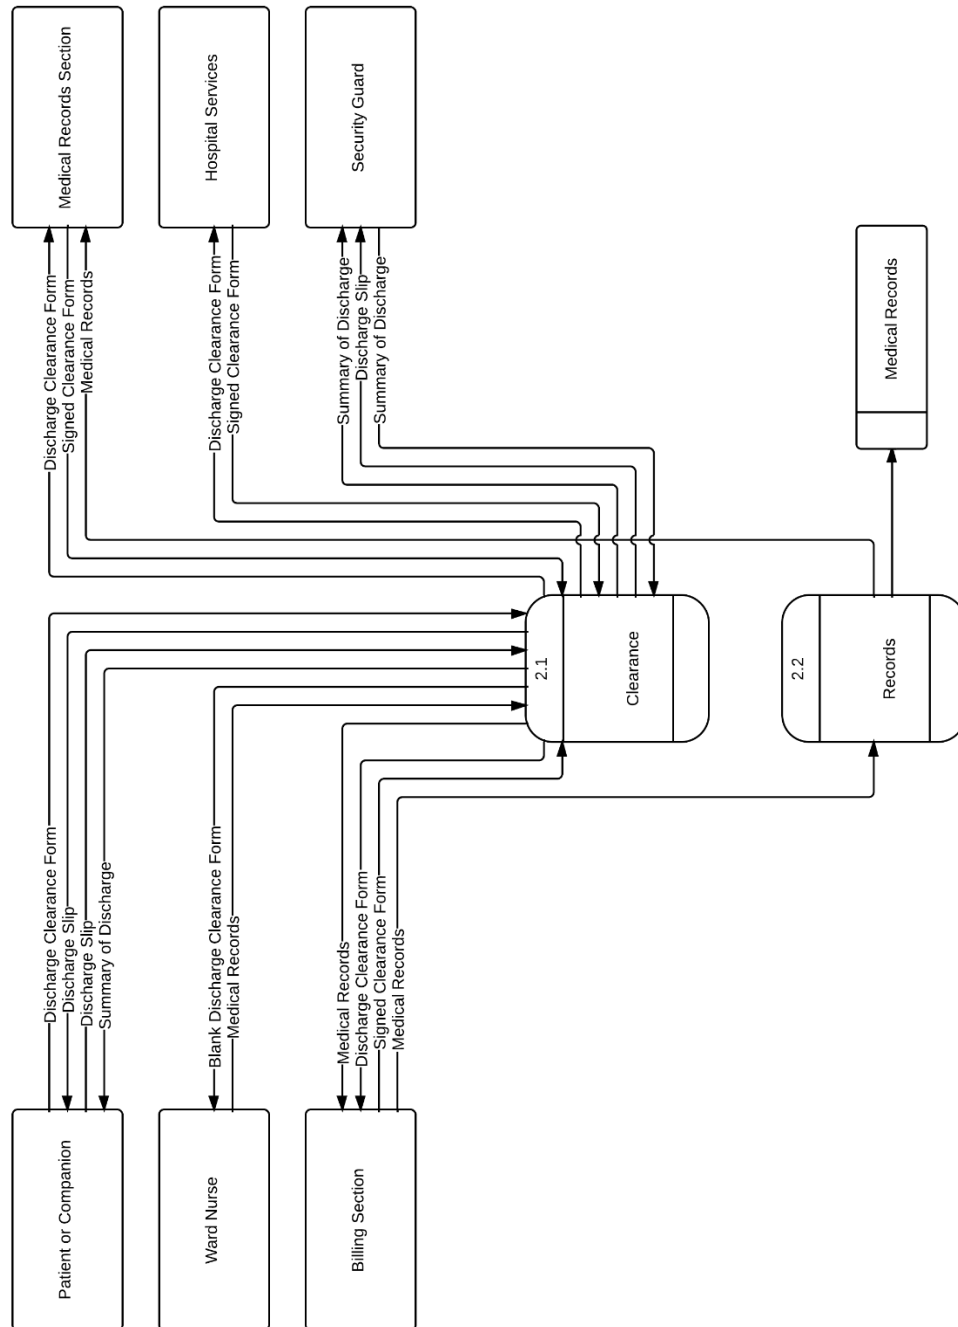 Medical Records Section
Hospital Services
Security Guard
Discharge Clearance Form
Signed Clearance Form
Medical Records
Discharge Clearance Form
Signed Clearance Form
Summary of Discharge
Discharge Slip
Summary of Discharge
Medical Records
2.1
Clearance
2.2
Records
Discharge Clearance Form
Discharge Slip
Discharge Slip
Summary of Discharge
Blank Discharge Clearance Form
Medical Records
Medical Records
Discharge Clearance Form
Signed Clearance Form
Medical Records
Patient or Companion
Ward Nurse
Billing Section